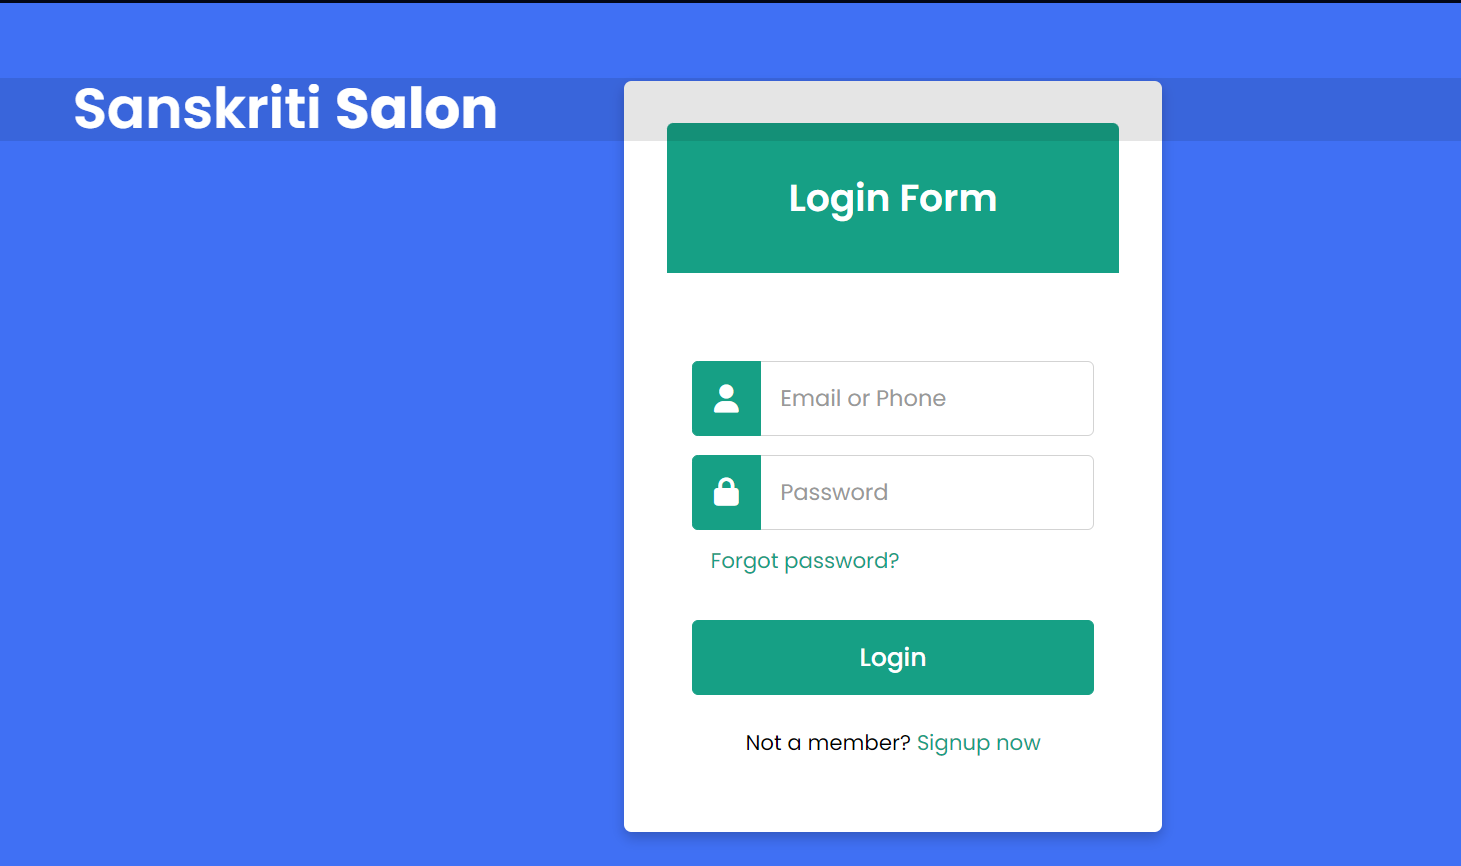 Sanskriti Salon
Login Form
Email or Phone
Password
Forgot password?
Login
Not a member? Signup now